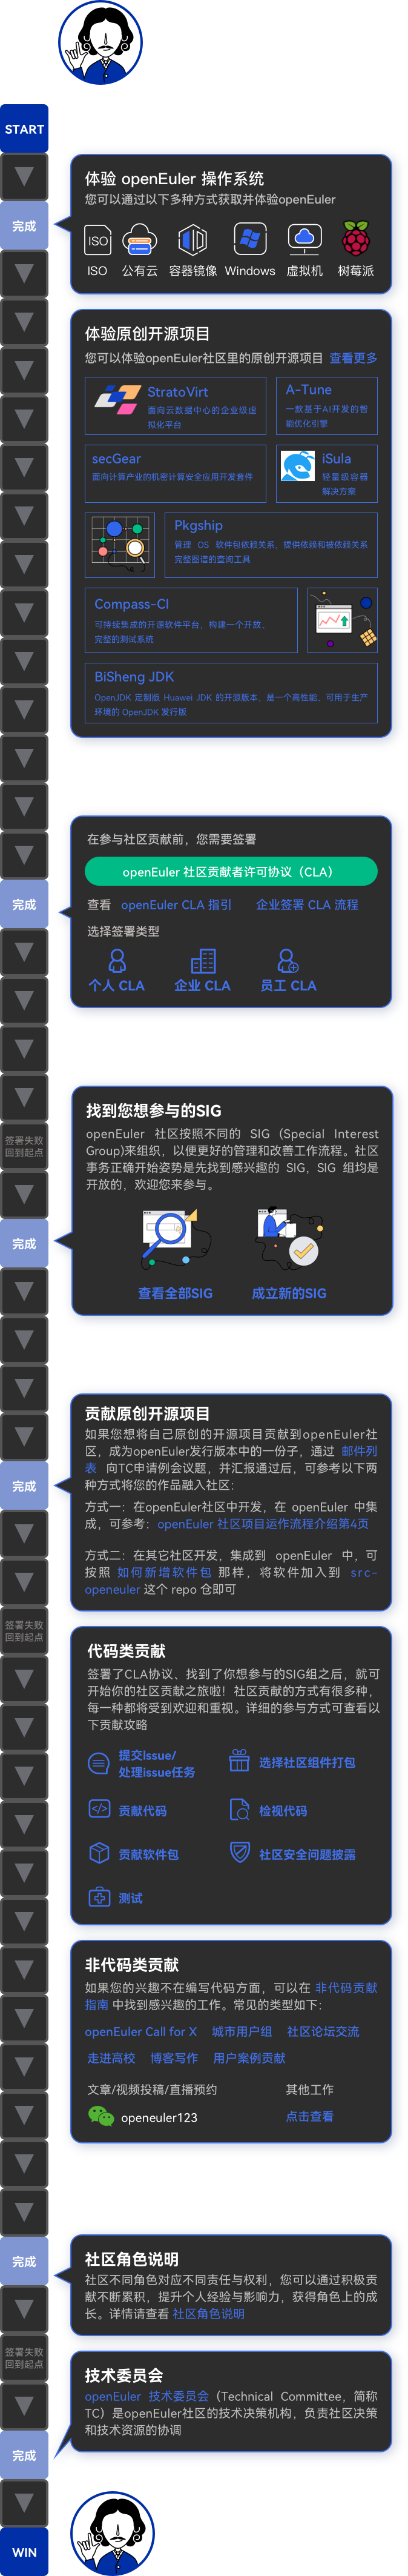 START
完成
体验 openEuler 操作系统
您可以通过以下多种方式获取并体验openEuler
ISO
ISO
公有云
容器镜像
Windows
虚拟机
树莓派
体验原创开源项目
您可以体验openEuler社区里的原创开源项目 查看更多
StratoVirt
面向云数据中心的企业级虚
拟化平台
A-Tune
一款基于AI开发的智
能优化引擎
secGear
面向计算产业的机密计算安全应用开发套件
iSula
轻量级容器
解决方案
Pkgship
管理 OS 软件包依赖关系，提供依赖和被依赖关系
完整图谱的查询工具
Compass-CI
可持续集成的开源软件平台，构建一个开放、
完整的测试系统
BiSheng JDK
OpenJDK 定制版 Huawei JDK 的开源版本，是一个高性能，可用于生产
环境的 OpenJDK 发行版
完成
在参与社区贡献前，您需要签署
openEuler 社区贡献者许可协议（CLA）
查看 openEuler CLA 指引 企业签署 CLA 流程
选择签署类型
个人 CLA
企业 CLA
员工 CLA
签署失败
回到起点
完成
找到您想参与的SIG
openEuler 社区按照不同的 SIG (Special Interest
Group)来组织，以便更好的管理和改善工作流程。社区
事务正确开始姿势是先找到感兴趣的 SIG，SIG 组均是
开放的，欢迎您来参与。
查看全部SIG
成立新的SIG
完成
贡献原创开源项目
如果您想将自己原创的开源项目贡献到openEuler社
区，成为openEuler发行版本中的一份子，通过 邮件列
表 向TC申请例会议题，并汇报通过后，可参考以下两
种方式将您的作品融入社区：
方式一：在openEuler社区中开发，在 openEuler 中集
成，可参考：openEuler 社区项目运作流程介绍第4页
方式二：在其它社区开发，集成到 openEuler 中，可
按照 如何新增软件包 那样，将软件加入到 src-
openeuler 这个 repo 仓即可
签署失败
回到起点
代码类贡献
签署了CLA协议、找到了你想参与的SIG组之后，就可
开始你的社区贡献之旅啦！社区贡献的方式有很多种，
每一种都将受到欢迎和重视。详细的参与方式可查看以
下贡献攻略
提交Issue/
处理issue任务
选择社区组件打包
贡献代码
检视代码
贡献软件包
社区安全问题披露
测试
非代码类贡献
如果您的兴趣不在编写代码方面，可以在 非代码贡献
指南 中找到感兴趣的工作。常见的类型如下：
openEuler Call for X 城市用户组 社区论坛交流
走进高校 博客写作 用户案例贡献
文章/视频投稿/直播预约
其他工作
openeuler123
点击查看
完成
社区角色说明
社区不同角色对应不同责任与权利，您可以通过积极贡
献不断累积，提升个人经验与影响力，获得角色上的成
长。详情请查看 社区角色说明
签署失败
回到起点
技术委员会
openEuler 技术委员会（Technical Committee，简称
TC）是openEuler社区的技术决策机构，负责社区决策
和技术资源的协调
完成
WIN